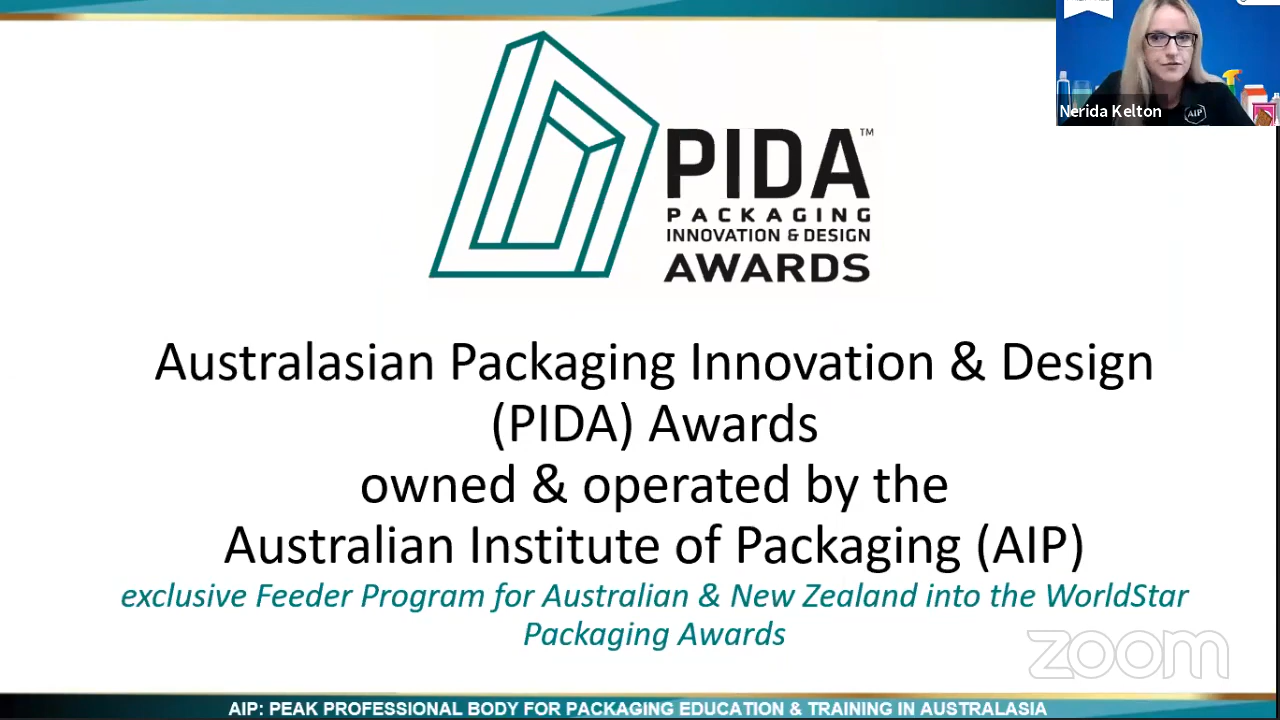 PIDA™
PACKAGING
INNOVATION & DESIGN
AWARDS
Nerida Kelton
AIP
Australasian Packaging Innovation & Design
(PIDA) Awards
owned & operated by the
Australian Institute of Packaging (AIP)
exclusive Feeder Program for Australian & New Zealand into the WorldStar
Packaging Awards
zoom
AIP: PEAK PROFESSIONAL BODY FOR PACKAGING EDUCATION & TRAINING IN AUSTRALASIA